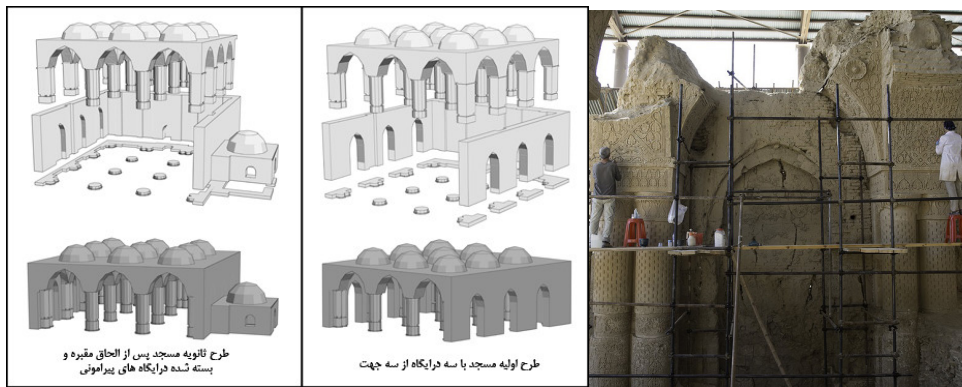 طرح ثانویه مسجد پس از الحاق مقبره و
بسته شده درایگاه های پیرامونی
طرح اولیه مسجد با سه درایگاه از سه جهت